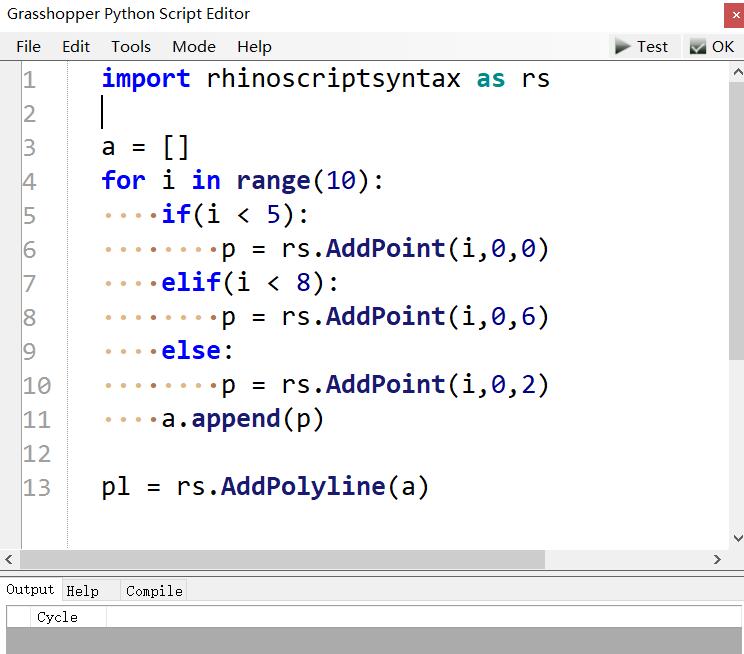 Grasshopper Python Script Editor
File Edit Tools Mode Help Test OK
1 import rhinoscriptsyntax as rs
2
3 a = []
4 for i in range(10):
5 ····if(i < 5):
6 ········p = rs.AddPoint(i,0,0)
7 ····elif(i < 8):
8 ········p = rs.AddPoint(i,0,6)
9 ····else:
10 ········p = rs.AddPoint(i,0,2)
11 ····a.append(p)
12
13 pl = rs.AddPolyline(a)
Output Help Compile
Cycle